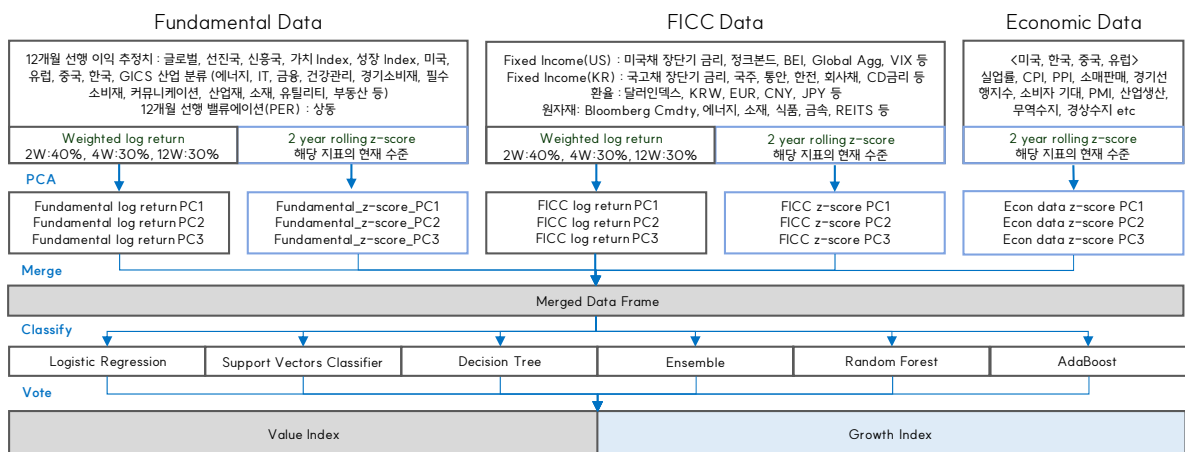 Fundamental Data
12개월 선행 이익 추정치 : 글로벌, 선진국, 신흥국, 가치 Index, 성장 Index, 미국,
유럽, 중국, 한국, GICS 산업 분류 (에너지, IT, 금융, 건강관리, 경기소비재, 필수
소비재, 커뮤니케이션, 산업재, 소재, 유틸리티, 부동산 등)
12개월 선행 밸류에이션(PER) : 상동
Weighted log return
2W:40%, 4W:30%, 12W:30%
2 year rolling z-score
해당 지표의 현재 수준
FICC Data
Fixed Income(US) : 미국채 장단기 금리, 정크본드, BEI, Global Agg, VIX 등
Fixed Income(KR) : 국고채 장단기 금리, 국주, 통안, 한전, 회사채, CD금리 등
환율 : 달러인덱스, KRW, EUR, CNY, JPY 등
원자재: Bloomberg Cmdty, 에너지, 소재, 식품, 금속, REITS 등
Weighted log return
2W:40%, 4W:30%, 12W:30%
2 year rolling z-score
해당 지표의 현재 수준
Economic Data
<미국, 한국, 중국, 유럽>
실업률, CPI, PPI, 소매판매, 경기선
행지수, 소비자 기대, PMI, 산업생산,
무역수지, 경상수지 etc
2 year rolling z-score
해당 지표의 현재 수준
PCA
Fundamental log return PC1
Fundamental log return PC2
Fundamental log return PC3
Fundamental_z-score_PC1
Fundamental_z-score_PC2
Fundamental_z-score_PC3
FICC log return PC1
FICC log return PC2
FICC log return PC3
FICC z-score PC1
FICC z-score PC2
FICC z-score PC3
Econ data z-score PC1
Econ data z-score PC2
Econ data z-score PC3
Merge
Merged Data Frame
Classify
Logistic Regression
Support Vectors Classifier
Decision Tree
Ensemble
Random Forest
AdaBoost
Vote
Value Index
Growth Index